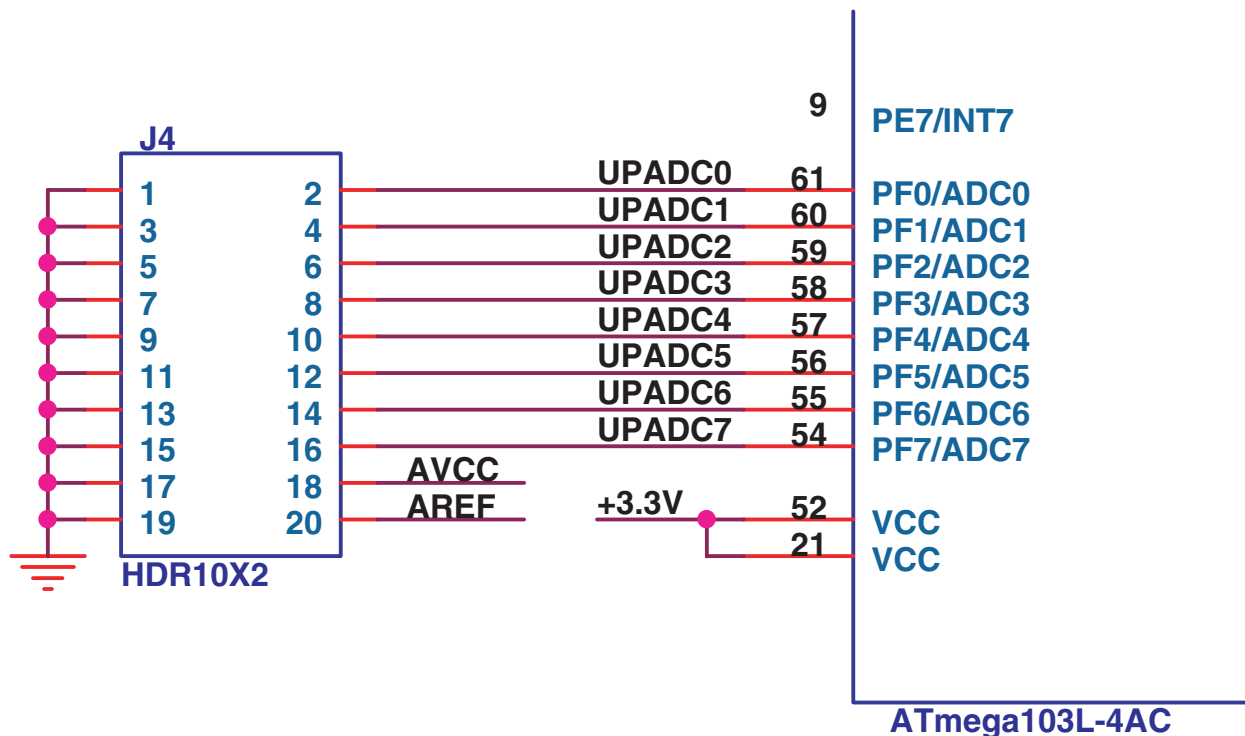 9 PE7/INT7
J4
1 2 UPADC0 61 PF0/ADC0
3 4 UPADC1 60 PF1/ADC1
5 6 UPADC2 59 PF2/ADC2
7 8 UPADC3 58 PF3/ADC3
9 10 UPADC4 57 PF4/ADC4
11 12 UPADC5 56 PF5/ADC5
13 14 UPADC6 55 PF6/ADC6
15 16 UPADC7 54 PF7/ADC7
17 18 AVCC
19 20 AREF +3.3V 52 VCC
21 VCC
HDR10X2
ATmega103L-4AC